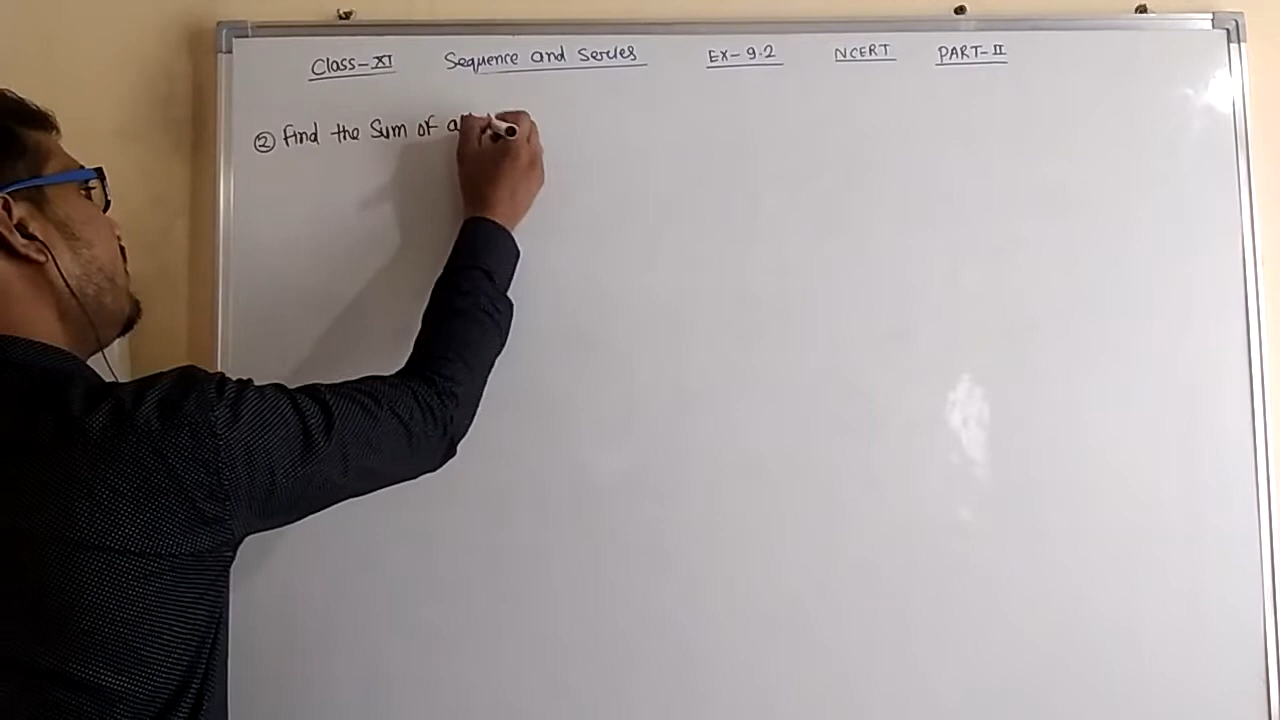 Class-XI Sequence and Series Ex-9.2 NCERT PART-II
② Find the Sum of